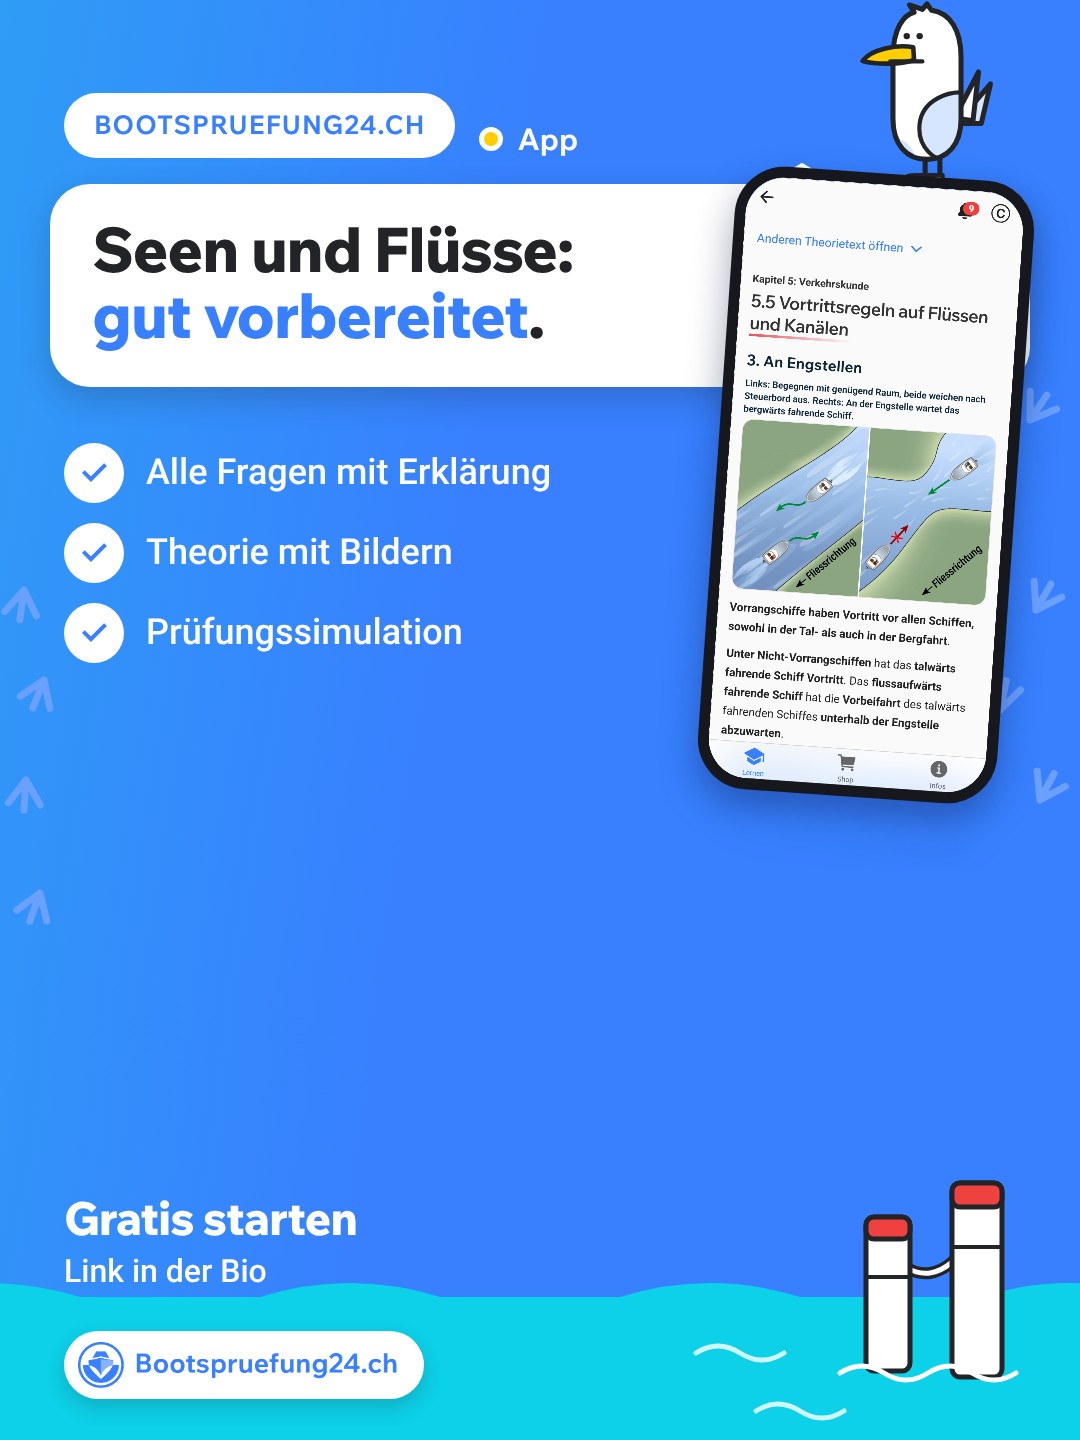 BOOTSPRUEFUNG24.CH
App
Seen und Flüsse:
gut vorbereitet.
Alle Fragen mit Erklärung
Theorie mit Bildern
Prüfungssimulation
9
C
Anderen Theorietext öffnen
Kapitel 5: Verkehrskunde
5.5 Vortrittsregeln auf Flüssen
und Kanälen
3. An Engstellen
Links: Begegnen mit genügend Raum, beide weichen nach
Steuerbord aus. Rechts: An der Engstelle wartet das
bergwärts fahrende Schiff.
Fliessrichtung
Fliessrichtung
Vorrangschiffe haben Vortritt vor allen Schiffen,
sowohl in der Tal- als auch in der Bergfahrt.
Unter Nicht-Vorrangschiffen hat das talwärts
fahrende Schiff Vortritt. Das flussaufwärts
fahrende Schiff hat die Vorbeifahrt des talwärts
fahrenden Schiffes unterhalb der Engstelle
abzuwarten.
Lernen
Shop
Infos
Gratis starten
Link in der Bio
Bootspruefung24.ch